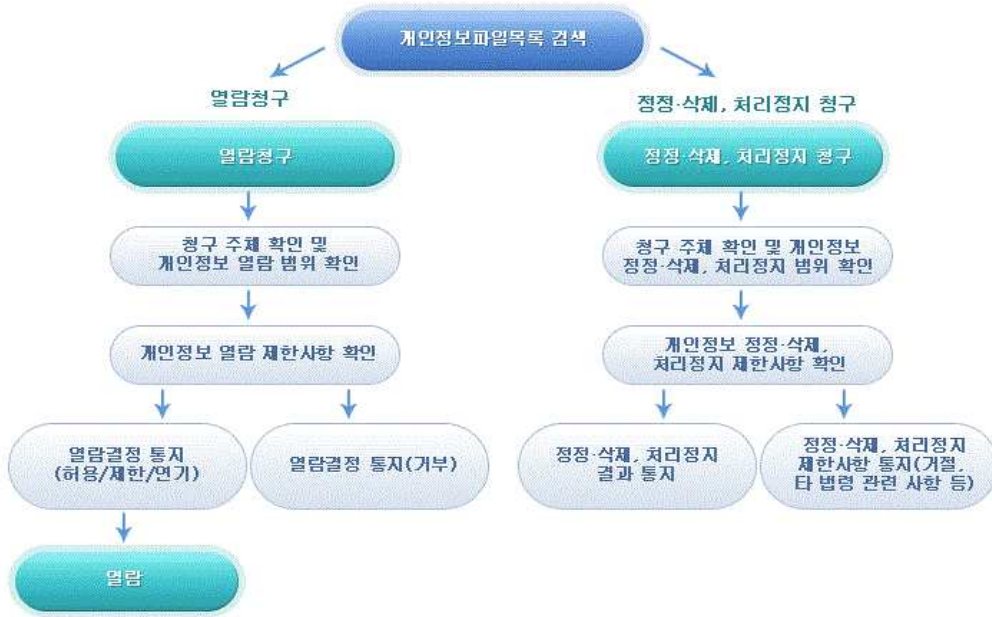 개인정보파일목록 검색
열람청구
정정·삭제, 처리정지 청구
열람청구
정정·삭제, 처리정지 청구
청구 주체 확인 및
개인정보 열람 범위 확인
청구 주체 확인 및 개인정보
정정·삭제, 처리정지 범위 확인
개인정보 열람 제한사항 확인
개인정보 정정·삭제,
처리정지 제한사항 확인
열람결정 통지
(허용/제한/연기)
열람결정 통지(거부)
정정·삭제, 처리정지
결과 통지
정정·삭제, 처리정지
제한사항 통지(거절,
타 법령 관련 사항 등)
열람